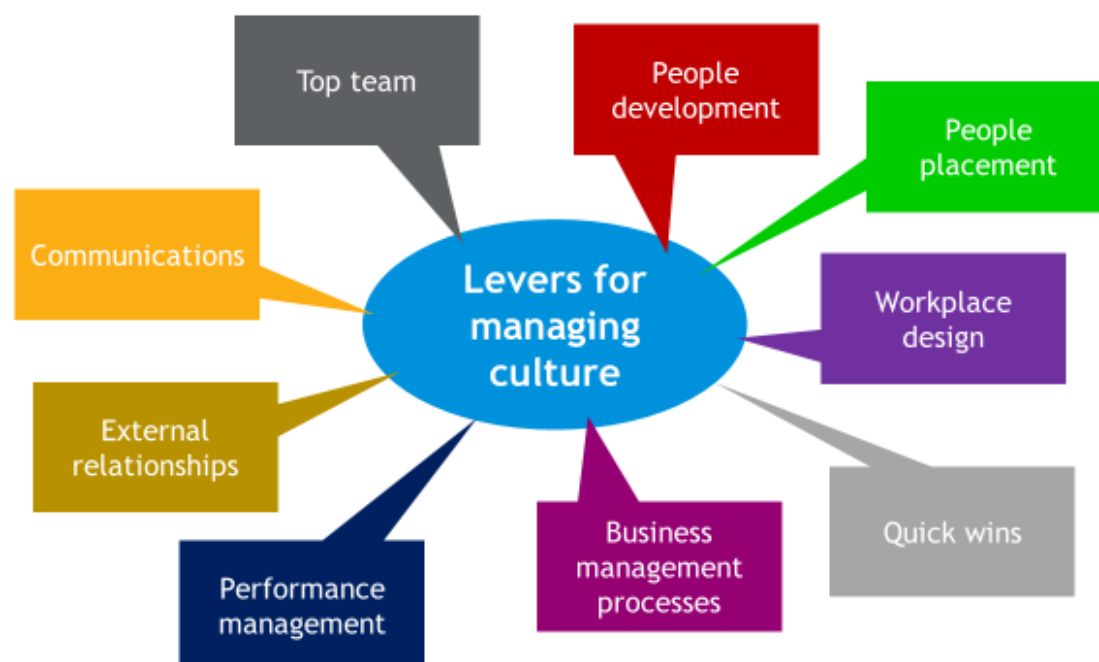 Top team
People
development
People
placement
Communications
Levers for
managing
culture
Workplace
design
External
relationships
Quick wins
Business
management
processes
Performance
management